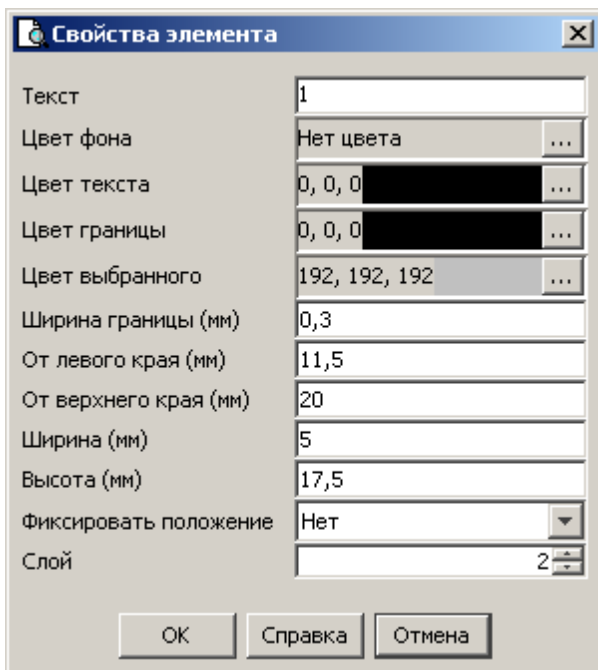 Свойства элемента
Текст 1
Цвет фона Нет цвета ...
Цвет текста 0, 0, 0 ...
Цвет границы 0, 0, 0 ...
Цвет выбранного 192, 192, 192 ...
Ширина границы (мм) 0,3
От левого края (мм) 11,5
От верхнего края (мм) 20
Ширина (мм) 5
Высота (мм) 17,5
Фиксировать положение Нет
Слой 2
ОК Справка Отмена